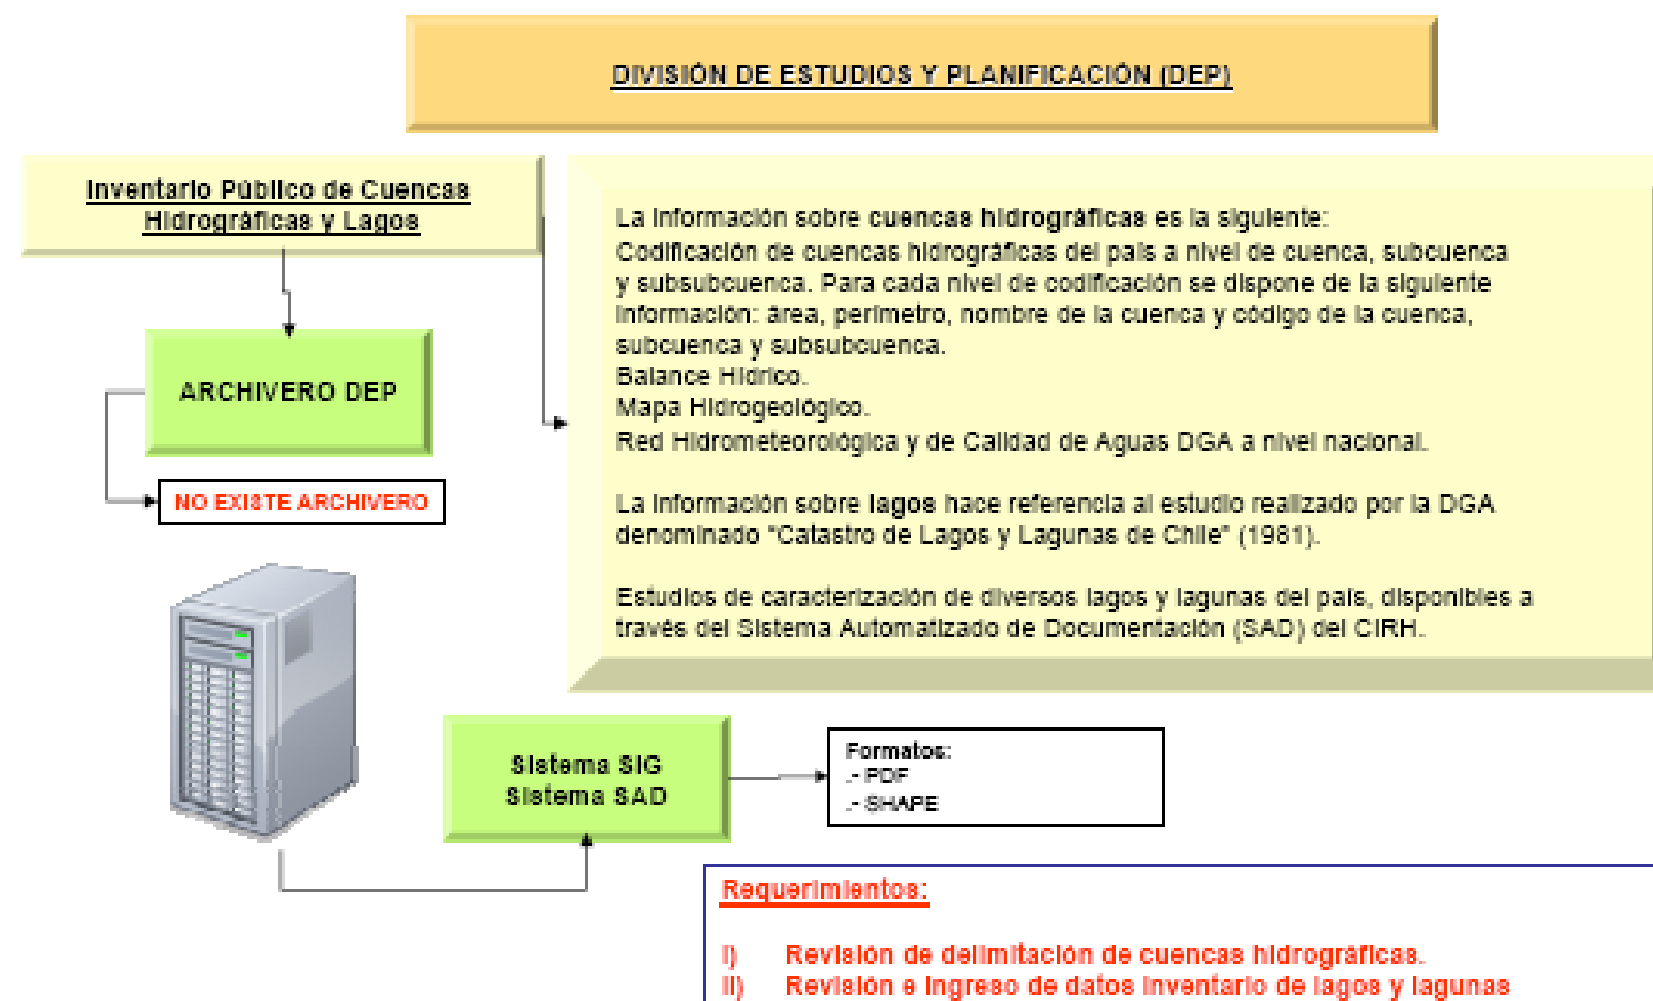 DIVISIÓN DE ESTUDIOS Y PLANIFICACIÓN (DEP)
Inventario Público de Cuencas
Hidrográficas y Lagos
La información sobre cuencas hidrográficas es la siguiente:
Codificación de cuencas hidrográficas del país a nivel de cuenca, subcuenca
y subsubcuenca. Para cada nivel de codificación se dispone de la siguiente
información: área, perímetro, nombre de la cuenca y código de la cuenca,
subcuenca y subsubcuenca.
Balance Hídrico.
Mapa Hidrogeológico.
Red Hidrometeorológica y de Calidad de Aguas DGA a nivel nacional.
La información sobre lagos hace referencia al estudio realizado por la DGA
denominado "Catastro de Lagos y Lagunas de Chile" (1981).
Estudios de caracterización de diversos lagos y lagunas del país, disponibles a
través del Sistema Automatizado de Documentación (SAD) del CIRH.
ARCHIVERO DEP
NO EXISTE ARCHIVERO
Sistema SIG
Sistema SAD
Formatos:
.- PDF
.- SHAPE
Requerimientos:
I) Revisión de delimitación de cuencas hidrográficas.
II) Revisión e ingreso de datos inventario de lagos y lagunas